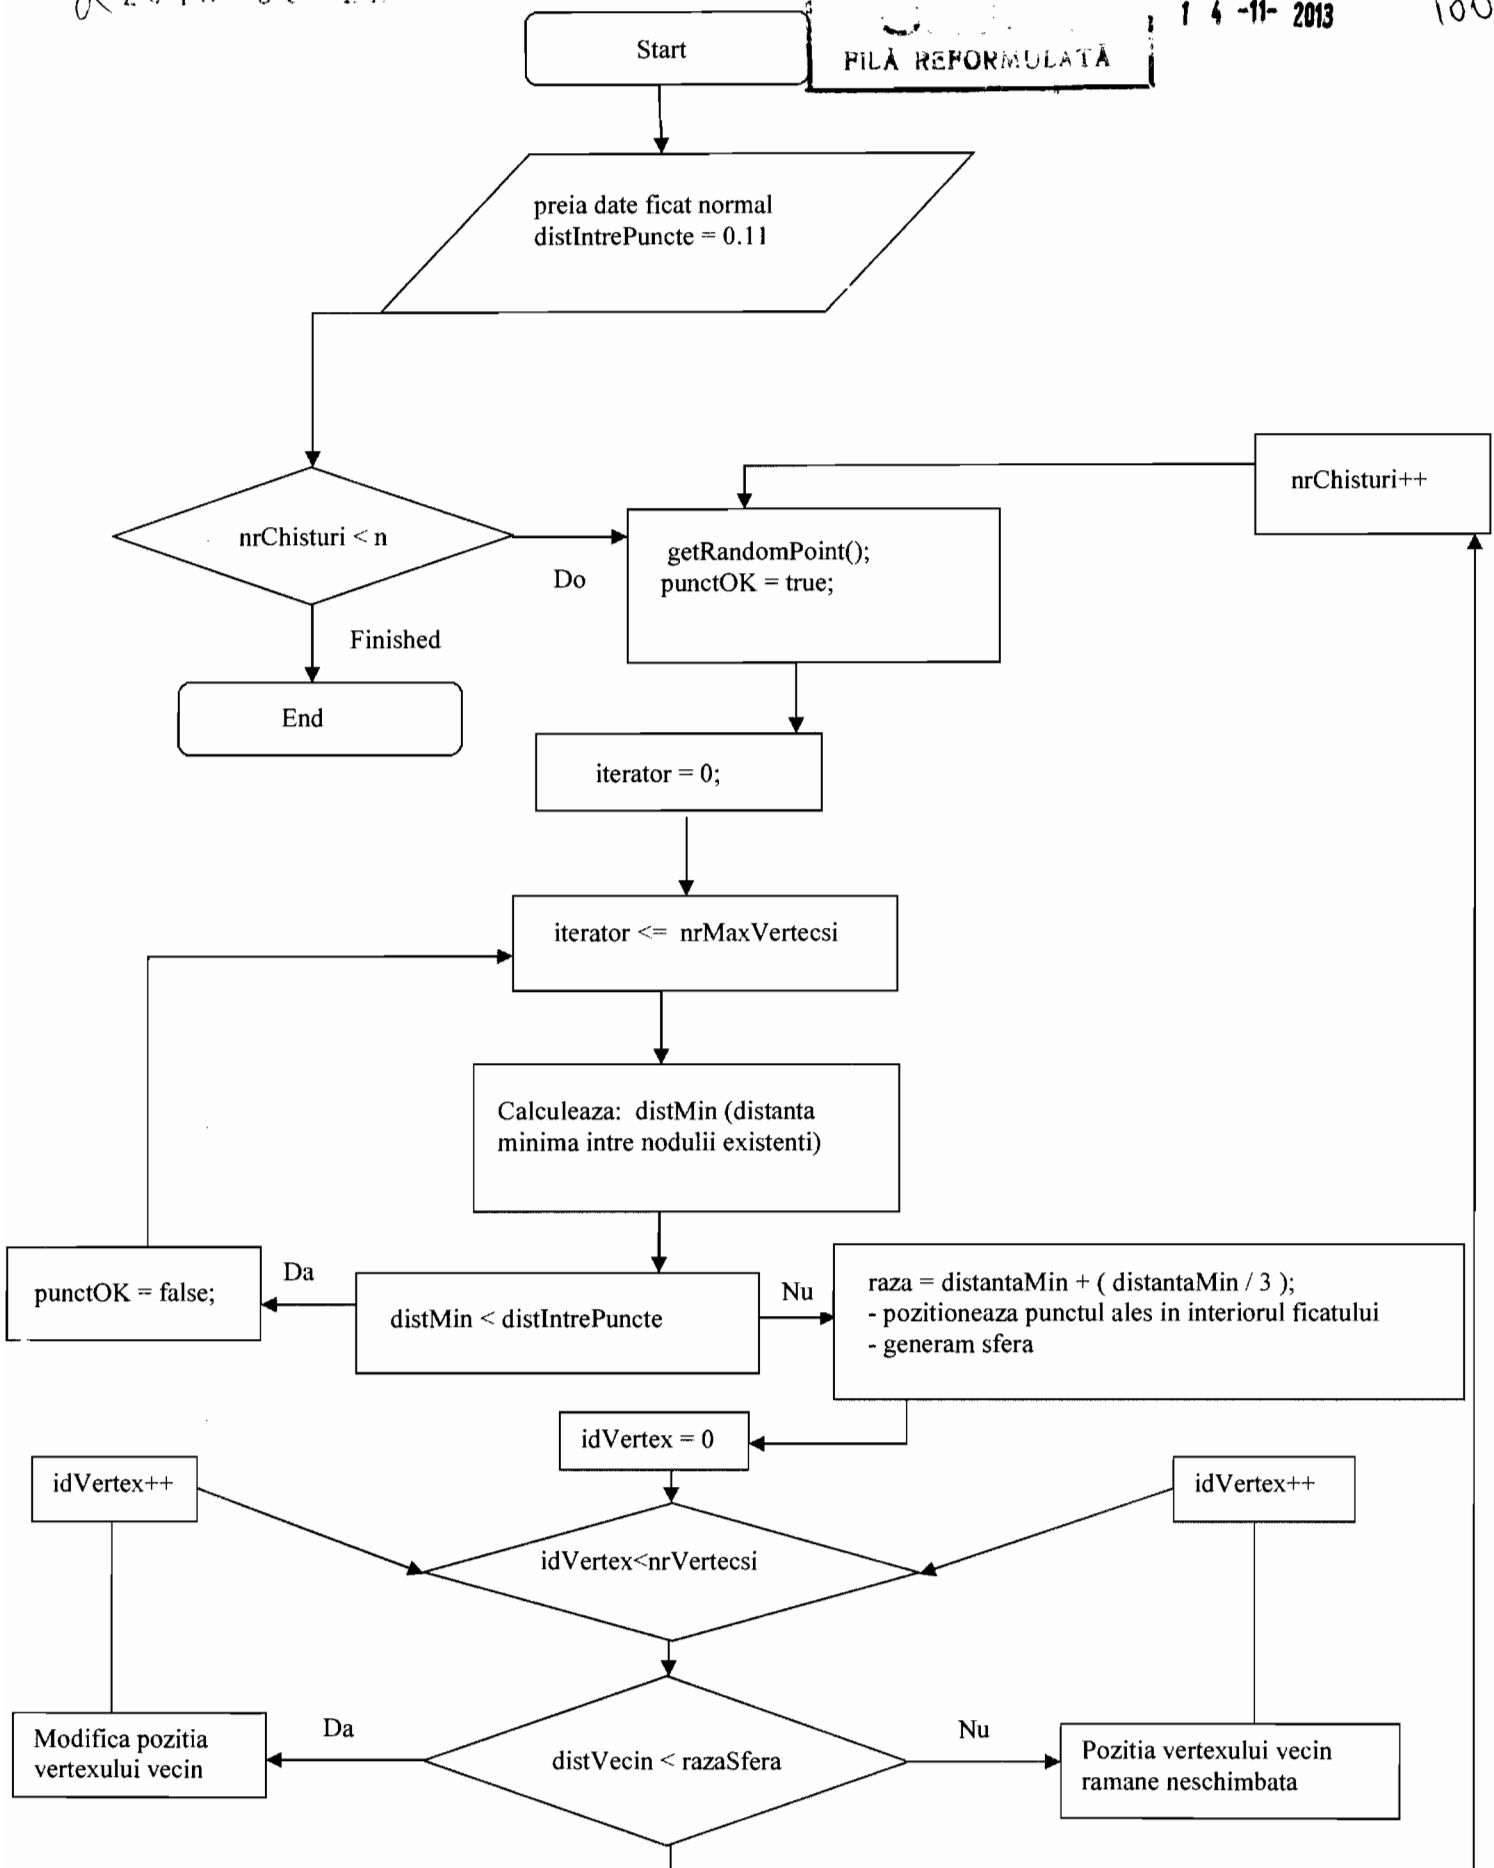 14 -11- 2013
Start
FILĂ REFORMULATĂ
preia date ficat normal
distIntrePuncte = 0.11
nrChisturi++
nrChisturi < n
getRandomPoint();
punctOK = true;
Do
Finished
End
iterator = 0;
iterator <= nrMaxVertecsi
Calculeaza: distMin (distanta
minima intre nodulii existenti)
punctOK = false;
Da
distMin < distIntrePuncte
Nu
raza = distantaMin + ( distantaMin / 3 );
- pozitioneaza punctul ales in interiorul ficatului
- generam sfera
idVertex = 0
idVertex++
idVertex++
idVertex<nrVertecsi
Modifica pozitia
vertexului vecin
Da
distVecin < razaSfera
Nu
Pozitia vertexului vecin
ramane neschimbata